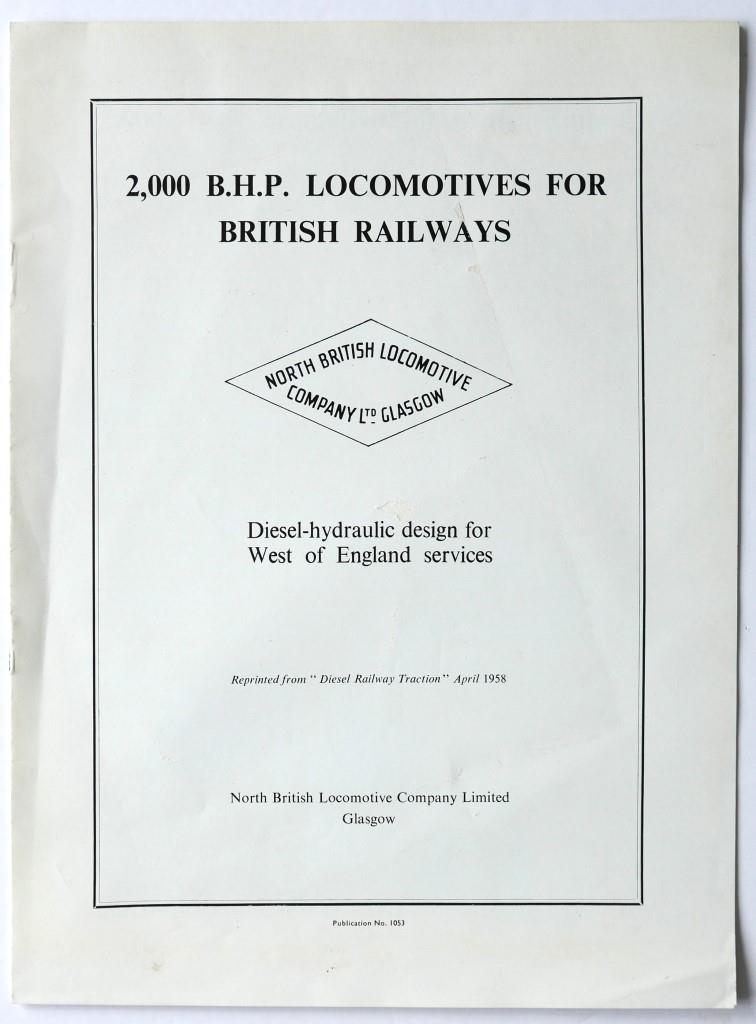 2,000 B.H.P. LOCOMOTIVES FOR
BRITISH RAILWAYS
NORTH BRITISH LOCOMOTIVE
COMPANY LTD GLASGOW
Diesel-hydraulic design for
West of England services
Reprinted from "Diesel Railway Traction" April 1958
North British Locomotive Company Limited
Glasgow
Publication No. 1053